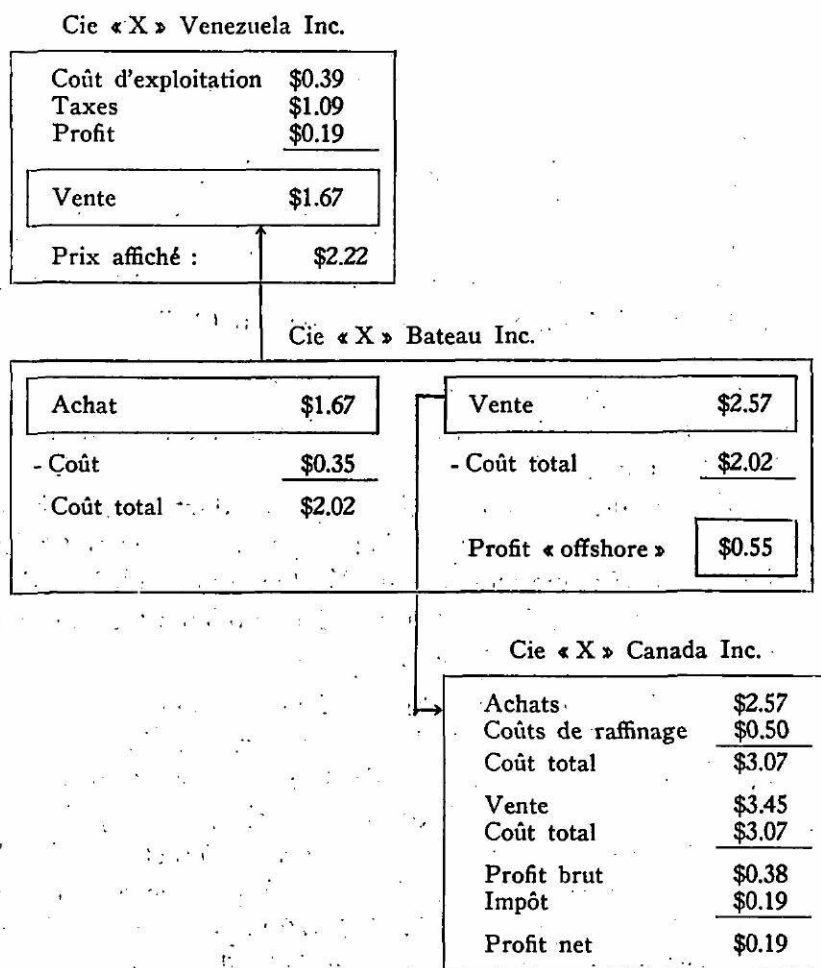 Cie « X » Venezuela Inc.
Coût d'exploitation $0.39
Taxes $1.09
Profit $0.19
Vente $1.67
Prix affiché : $2.22
Cie « X » Bateau Inc.
Achat $1.67
- Coût $0.35
Coût total $2.02
Vente $2.57
- Coût total $2.02
Profit « offshore » $0.55
Cie « X » Canada Inc.
Achats $2.57
Coûts de raffinage $0.50
Coût total $3.07
Vente $3.45
Coût total $3.07
Profit brut $0.38
Impôt $0.19
Profit net $0.19